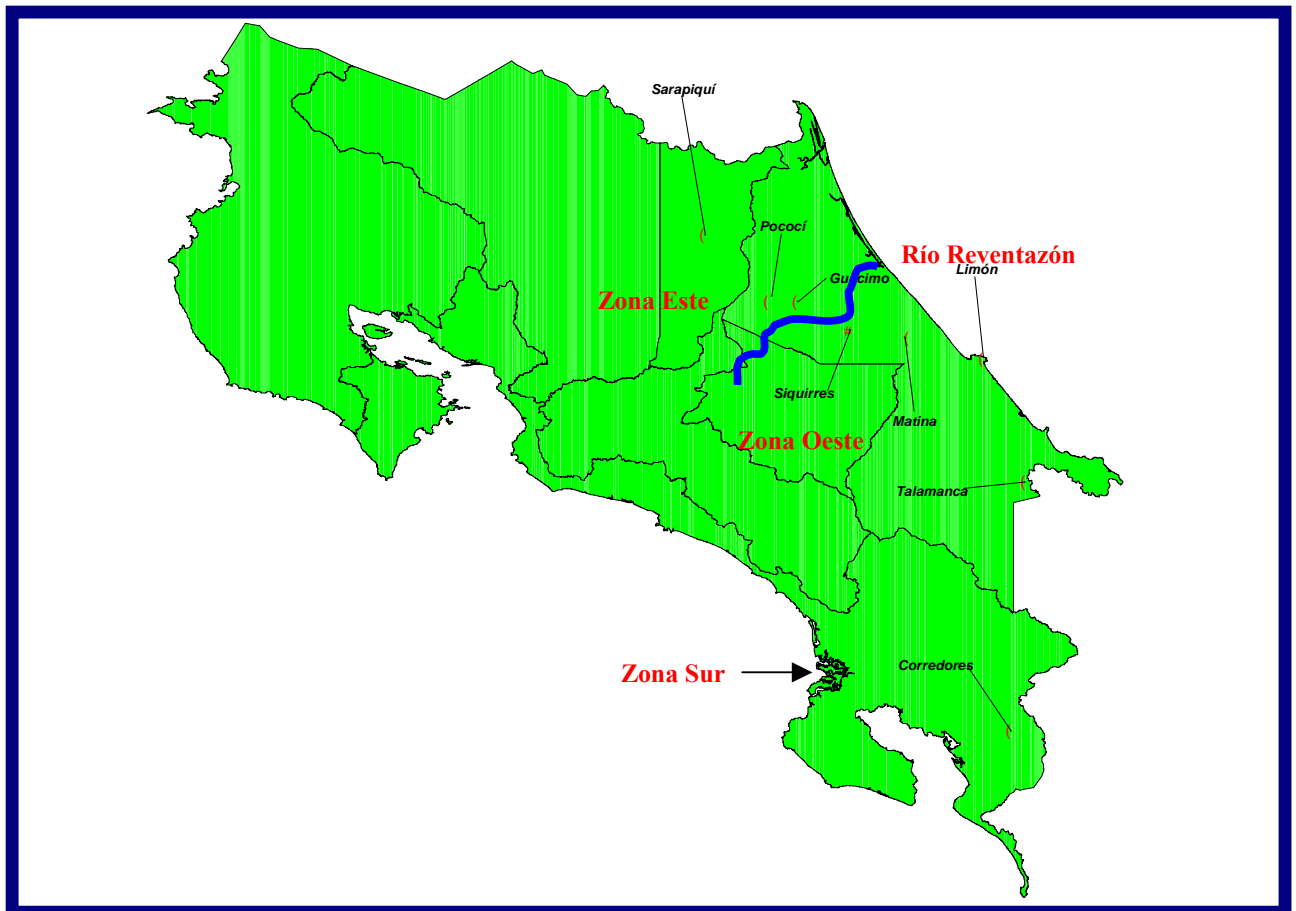 Sarapiquí
Pococí
Río Reventazón
Limón
Guácimo
Zona Este
Siquirres
Matina
Zona Oeste
Talamanca
Corredores
Zona Sur